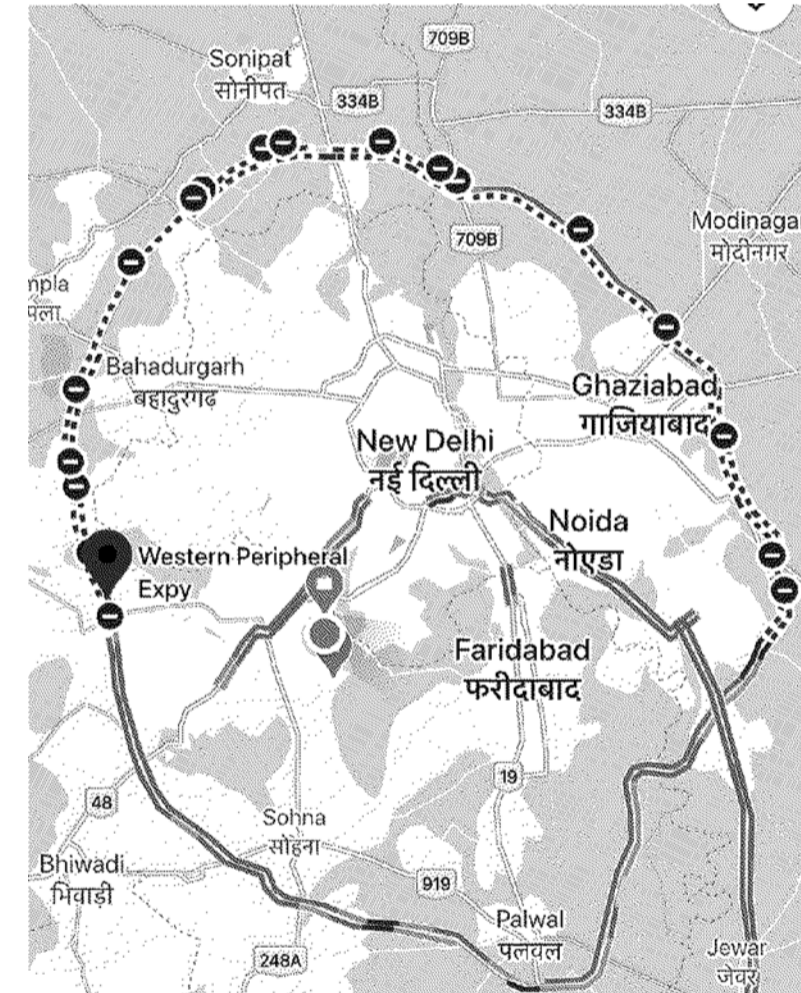 709B
Sonipat
सोनीपत
334B
334B
709B
Modinagar
मोदीनगर
Bahadurgarh
बहादुरगढ़
Ghaziabad
गाजियाबाद
New Delhi
नई दिल्ली
Noida
नोएडा
Western Peripheral
Expy
Faridabad
फरीदाबाद
19
48
Sohna
सोहना
Bhiwadi
भिवाड़ी
919
Palwal
पलवल
Jewar
जेवर
248A